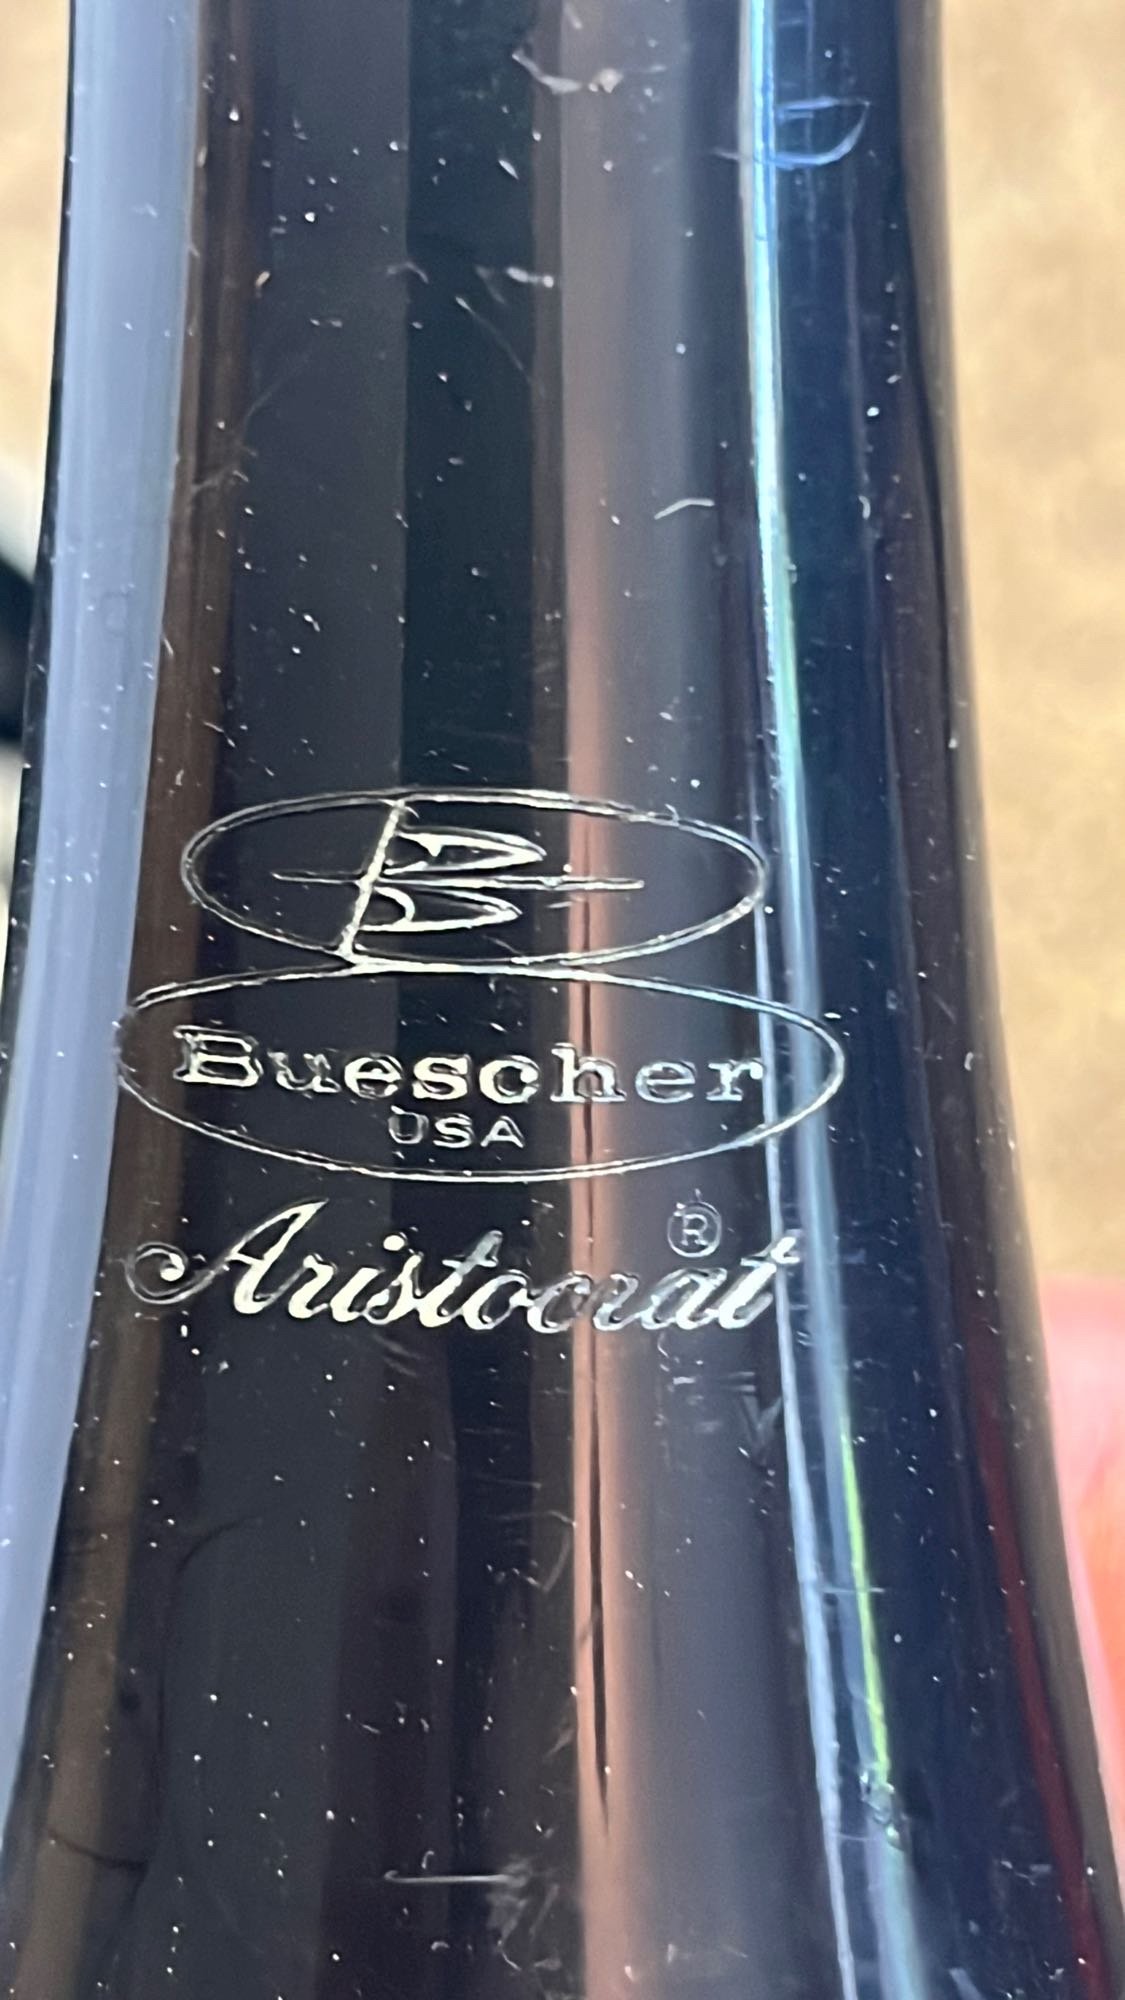 B
Buescher
USA
Aristocrat ®